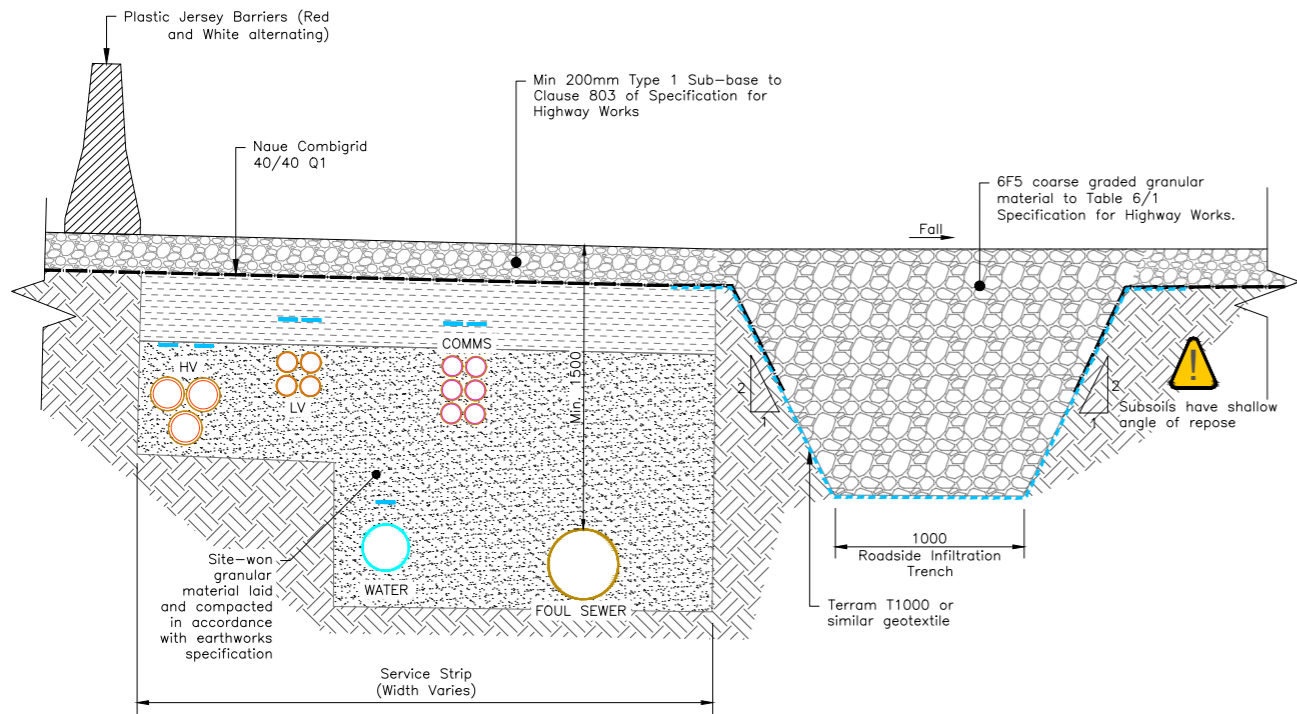 Plastic Jersey Barriers (Red
and White alternating)
Min 200mm Type 1 Sub-base to
Clause 803 of Specification for
Highway Works
Naue Combigrid
40/40 Q1
6F5 coarse graded granular
material to Table 6/1
Specification for Highway Works.
Fall
COMMS
HV
LV
Min. 1500
2
1
2
1
!
Subsoils have shallow
angle of repose
1000
Roadside Infiltration
Trench
Site-won
granular
material laid
and compacted
in accordance
with earthworks
specification
WATER
FOUL SEWER
Terram T1000 or
similar geotextile
Service Strip
(Width Varies)